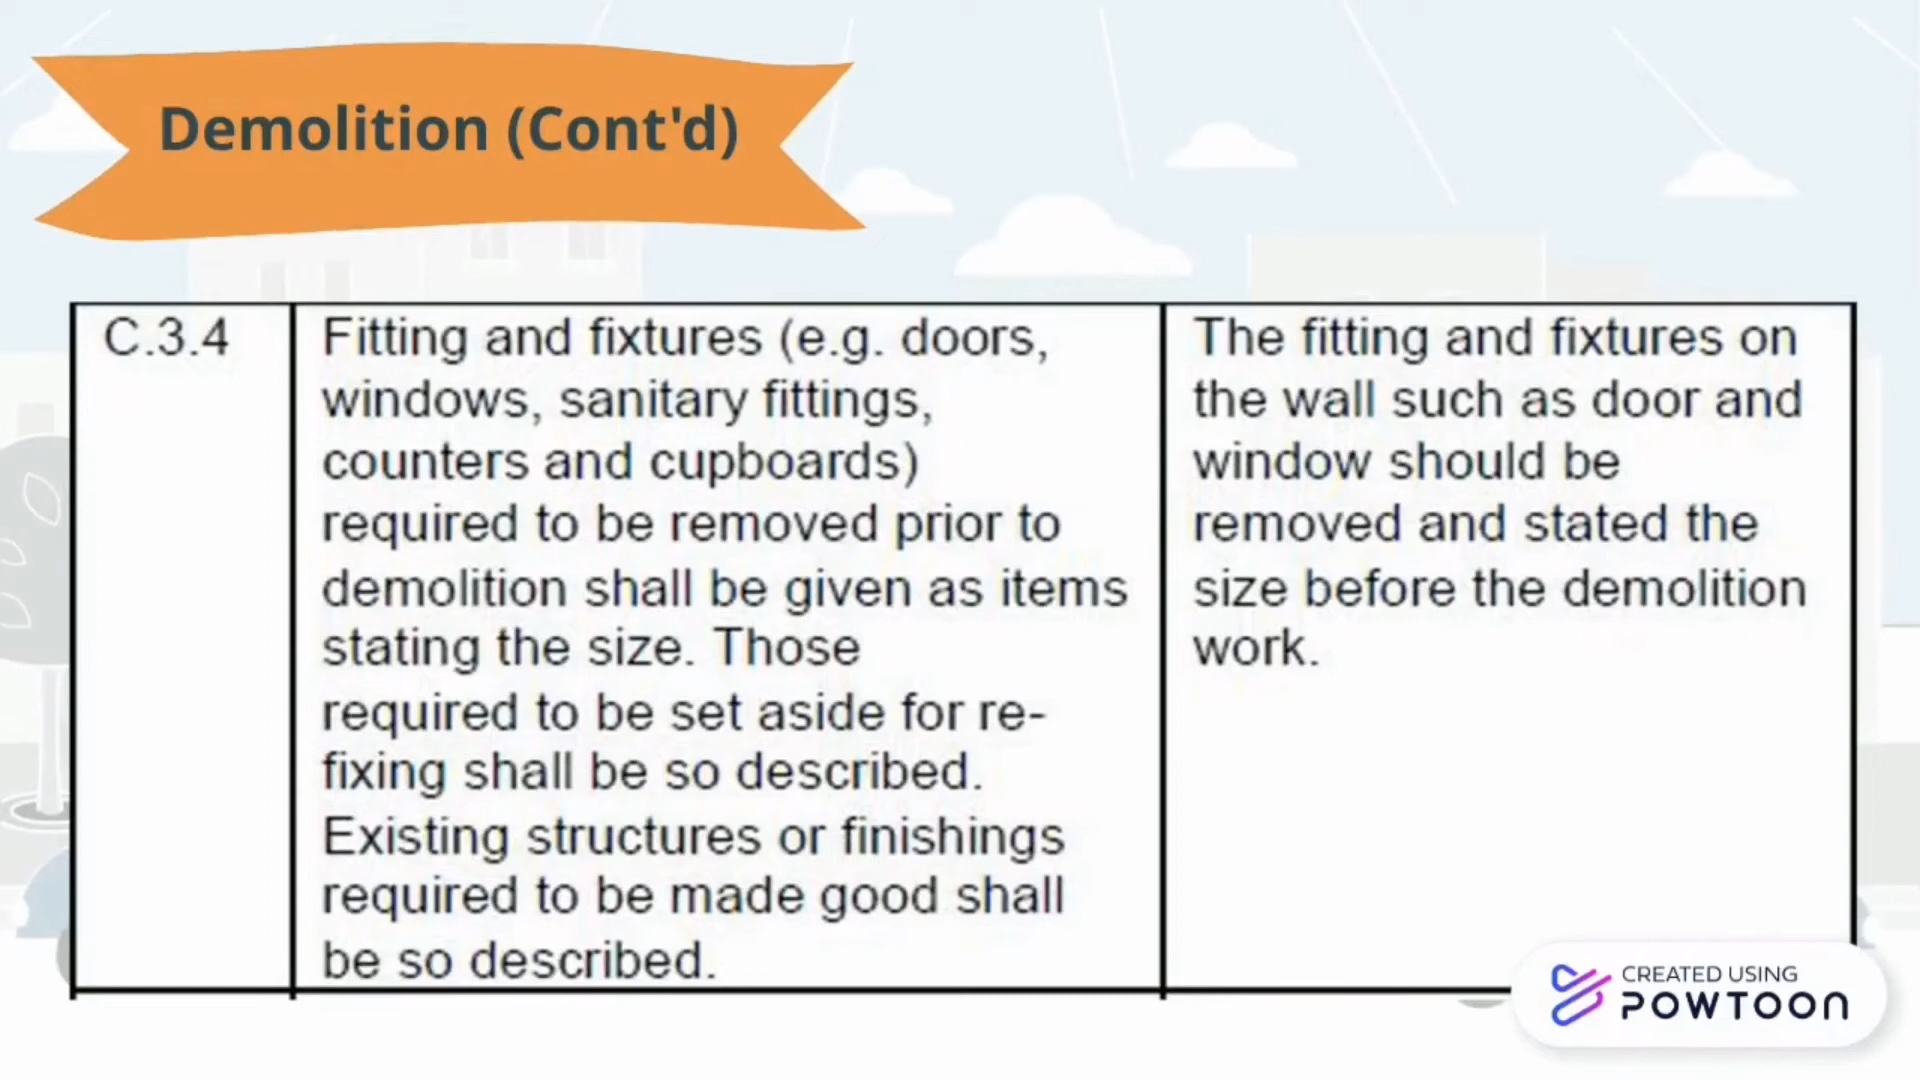 Demolition (Cont'd)
C.3.4
Fitting and fixtures (e.g. doors,
windows, sanitary fittings,
counters and cupboards)
required to be removed prior to
demolition shall be given as items
stating the size. Those
required to be set aside for re-
fixing shall be so described.
Existing structures or finishings
required to be made good shall
be so described.
The fitting and fixtures on
the wall such as door and
window should be
removed and stated the
size before the demolition
work.
CREATED USING
POWTOON